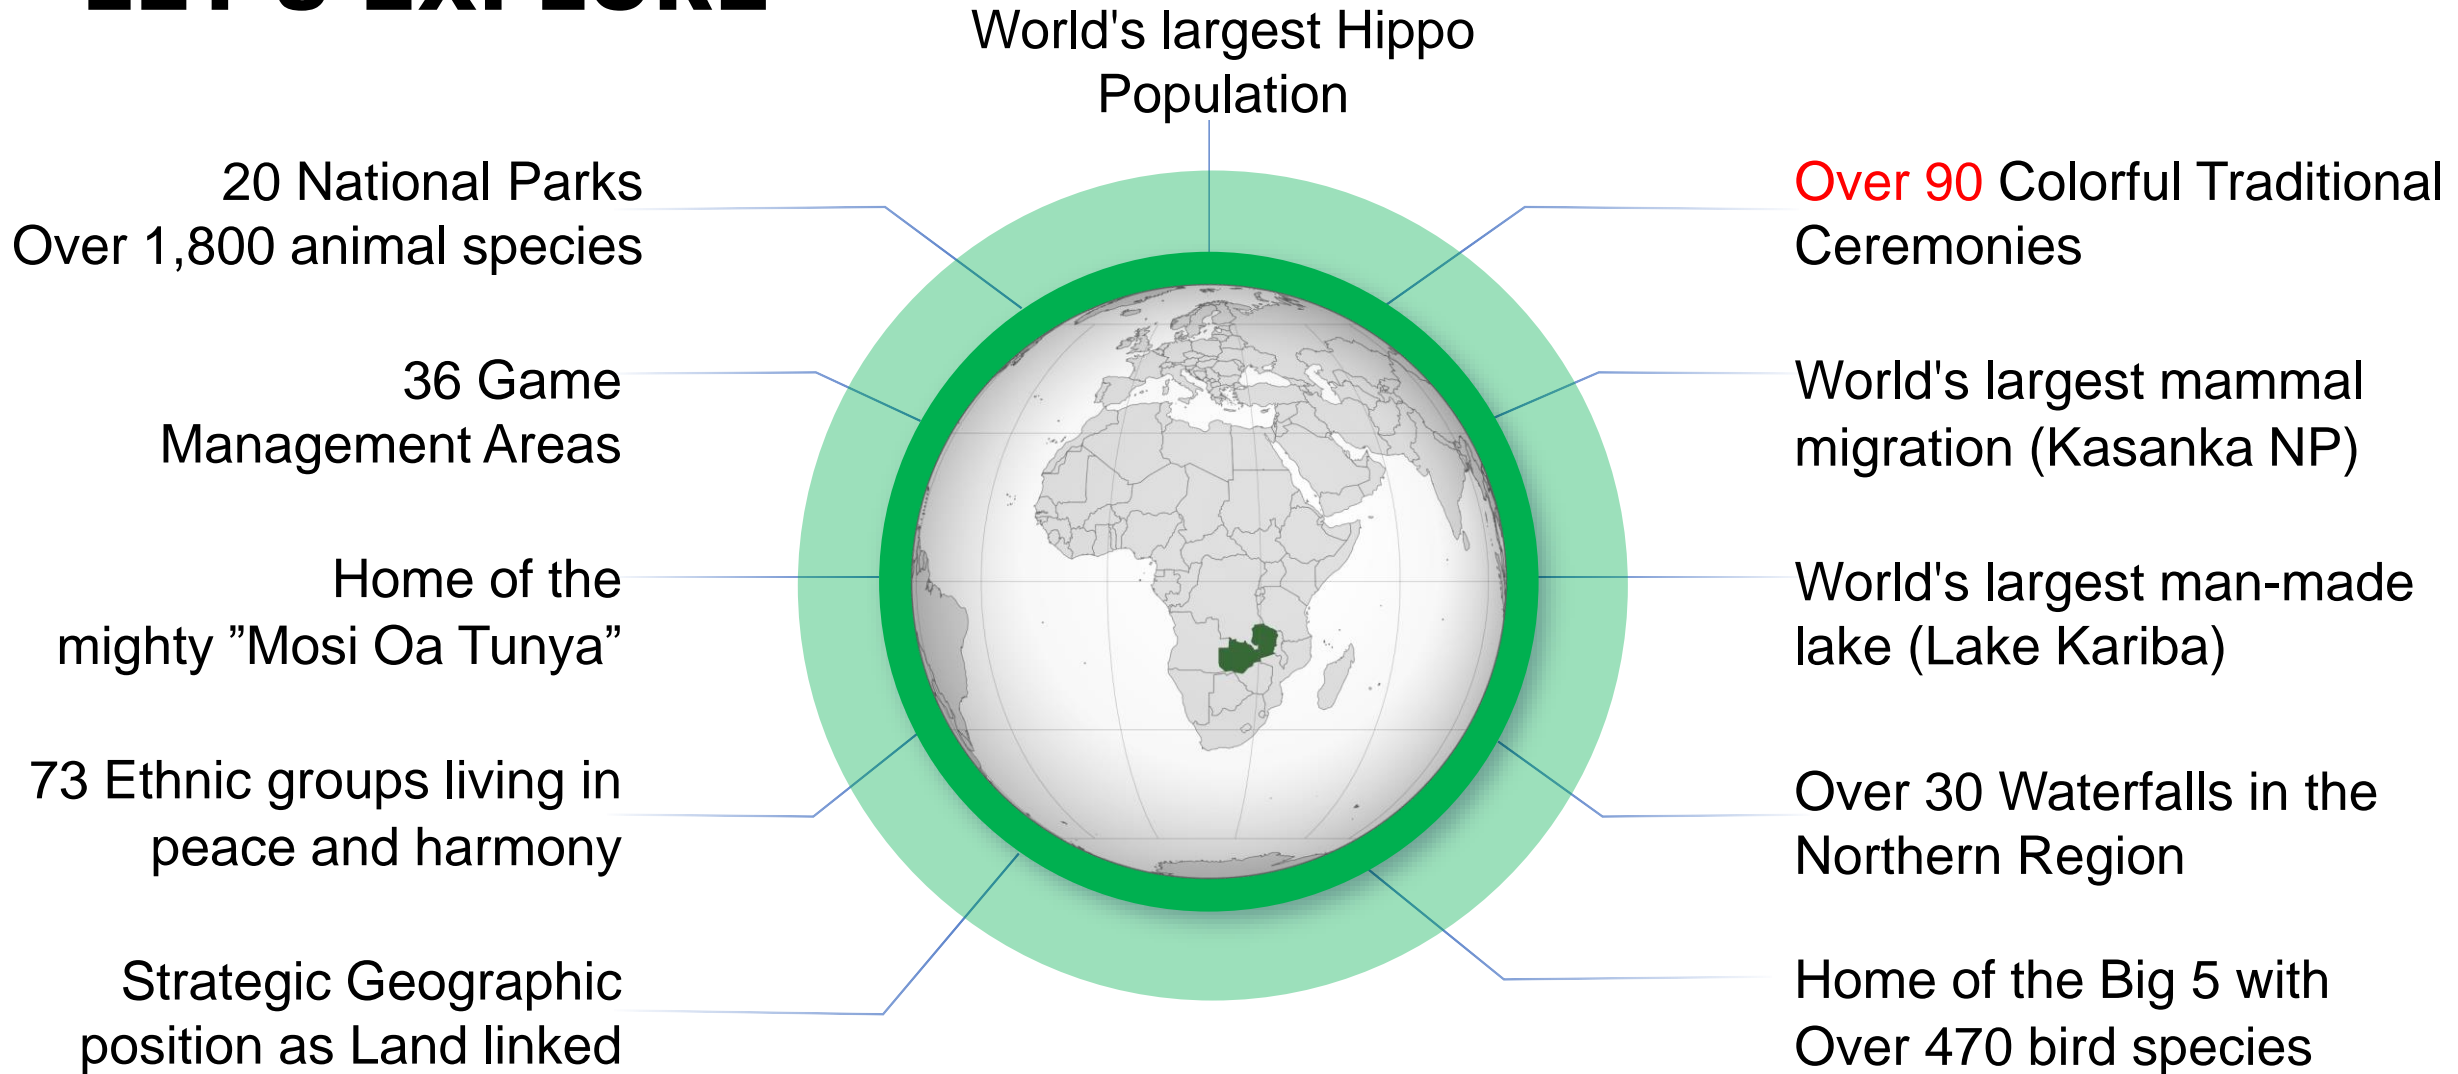 LET'S EXPLORE
World's largest Hippo
Population
20 National Parks
Over 1,800 animal species
36 Game
Management Areas
Home of the
mighty ”Mosi Oa Tunya”
73 Ethnic groups living in
peace and harmony
Strategic Geographic
position as Land linked
Over 90 Colorful Traditional
Ceremonies
World's largest mammal
migration (Kasanka NP)
World's largest man-made
lake (Lake Kariba)
Over 30 Waterfalls in the
Northern Region
Home of the Big 5 with
Over 470 bird species